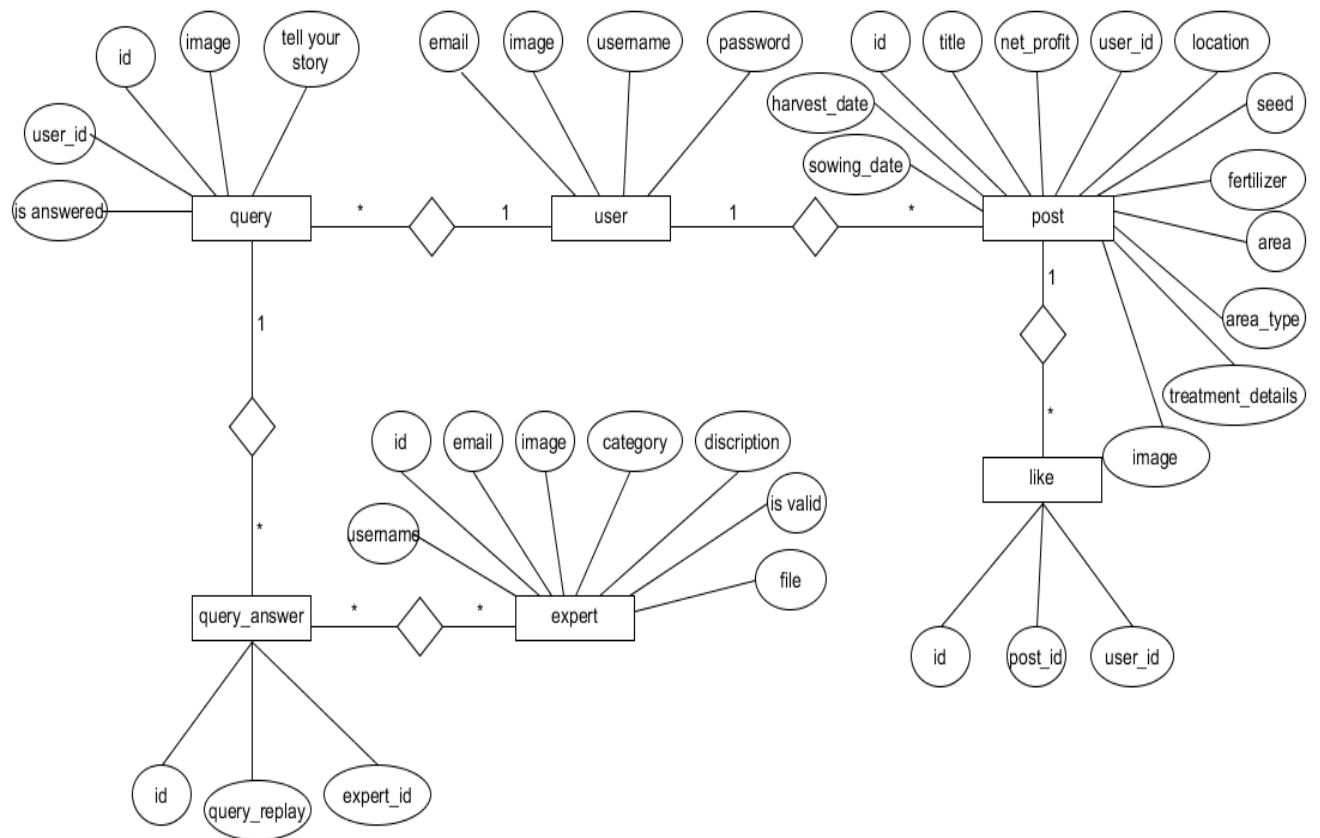 id
image
tell your
story
user_id
is answered
query
*
1
email
image
username
password
user
1
*
id
title
net_profit
user_id
location
harvest_date
sowing_date
seed
fertilizer
area
area_type
treatment_details
image
post
1
*
like
id
post_id
user_id
1
*
query_answer
id
query_replay
expert_id
*
*
id
email
image
category
discription
username
is valid
file
expert